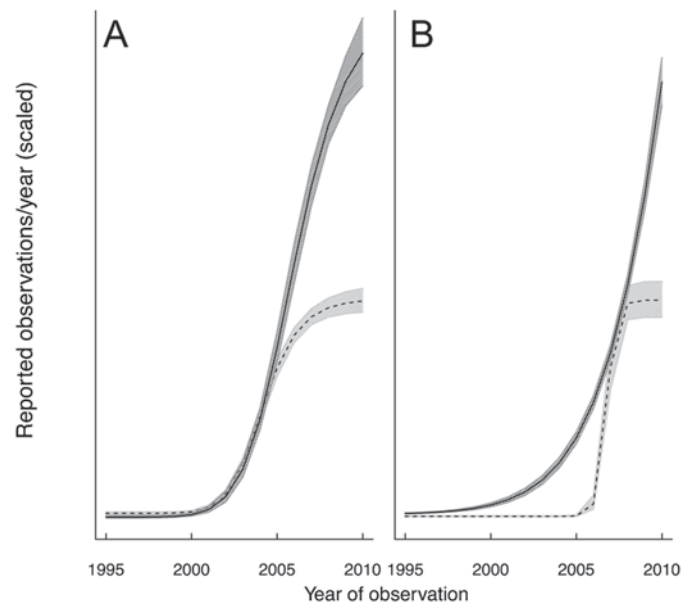 A
B
Reported observations/year (scaled)
1995 2000 2005 2010 1995 2000 2005 2010
Year of observation